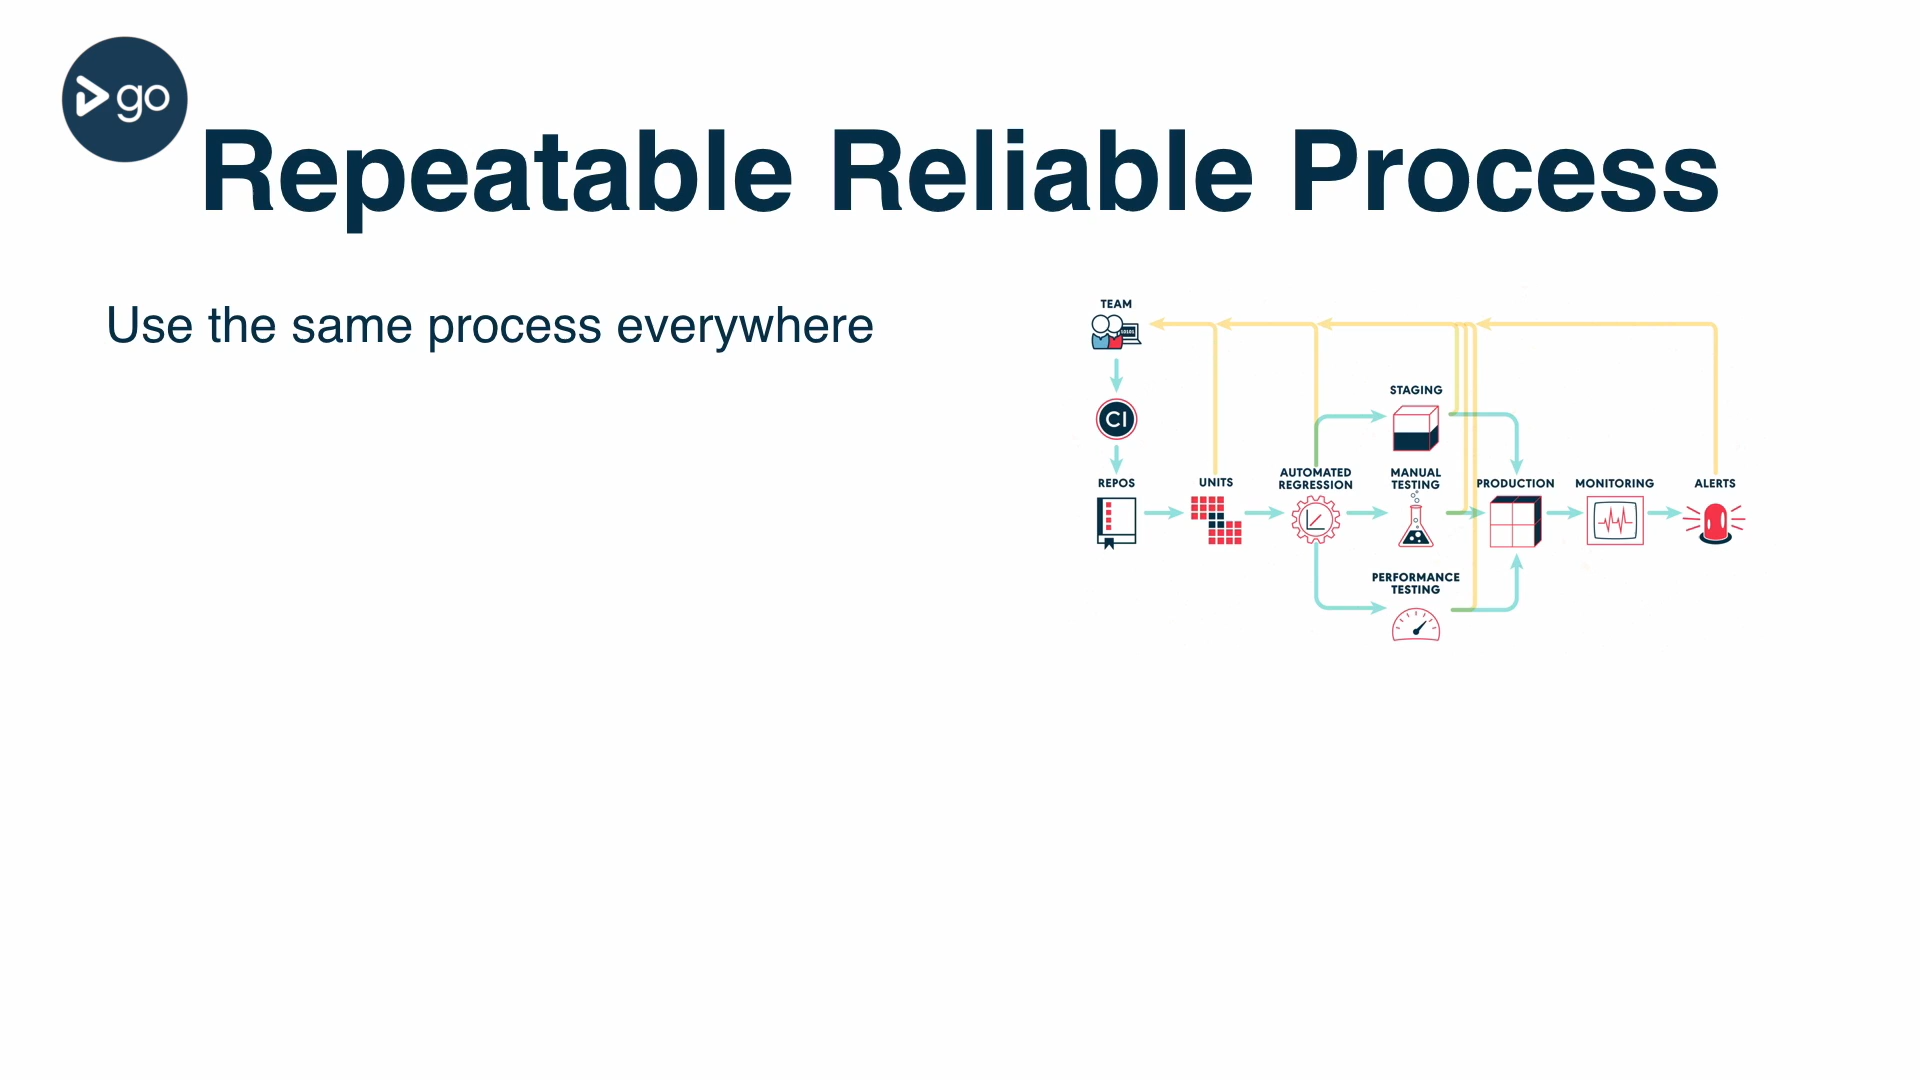 go
Repeatable Reliable Process
Use the same process everywhere
TEAM
10101
CI
STAGING
REPOS
UNITS
AUTOMATED
REGRESSION
MANUAL
TESTING
PRODUCTION
MONITORING
ALERTS
PERFORMANCE
TESTING